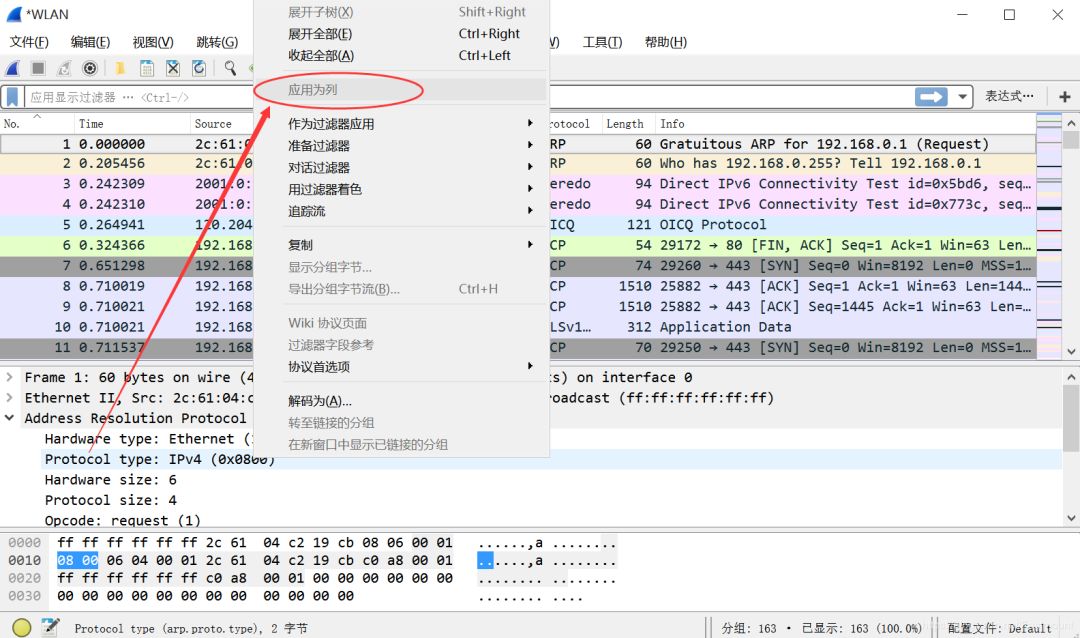 *WLAN
文件(F) 编辑(E) 视图(V) 跳转(G) W) 工具(T) 帮助(H)
展开子树(X) Shift+Right
展开全部(E) Ctrl+Right
收起全部(A) Ctrl+Left
应用为列
作为过滤器应用
准备过滤器
对话过滤器
用过滤器着色
追踪流
复制
显示分组字节...
导出分组字节流(B)... Ctrl+H
Wiki 协议页面
过滤器字段参考
协议首选项
解码为(A)...
转至链接的分组
在新窗口中显示已链接的分组
应用显示过滤器 … <Ctrl-/> 表达式… +
No. Time Source otocol Length Info
1 0.000000 2c:61:0 RP 60 Gratuitous ARP for 192.168.0.1 (Request)
2 0.205456 2c:61:0 RP 60 Who has 192.168.0.255? Tell 192.168.0.1
3 0.242309 2001:0: eredo 94 Direct IPv6 Connectivity Test id=0x5bd6, seq…
4 0.242310 2001:0: eredo 94 Direct IPv6 Connectivity Test id=0x773c, seq…
5 0.264941 120.204 ICQ 121 OICQ Protocol
6 0.324366 192.168 CP 54 29172 → 80 [FIN, ACK] Seq=1 Ack=1 Win=63 Len…
7 0.651298 192.168 CP 74 29260 → 443 [SYN] Seq=0 Win=8192 Len=0 MSS=1…
8 0.710019 192.168 CP 1510 25882 → 443 [ACK] Seq=1 Ack=1 Win=63 Len=144…
9 0.710021 192.168 CP 1510 25882 → 443 [ACK] Seq=1445 Ack=1 Win=63 Len=…
10 0.710021 192.168 LSv1… 312 Application Data
11 0.711537 192.168 CP 70 29250 → 443 [SYN] Seq=0 Win=8192 Len=0 MSS=1…
Frame 1: 60 bytes on wire (4 ts) on interface 0
Ethernet II, Src: 2c:61:04:c roadcast (ff:ff:ff:ff:ff:ff)
Address Resolution Protocol
Hardware type: Ethernet (
Protocol type: IPv4 (0x0800)
Hardware size: 6
Protocol size: 4
Opcode: request (1)
0000 ff ff ff ff ff ff 2c 61 04 c2 19 cb 08 06 00 01 ......,a ........
0010 08 00 06 04 00 01 2c 61 04 c2 19 cb c0 a8 00 01 ......,a ........
0020 ff ff ff ff ff ff c0 a8 00 01 00 00 00 00 00 00 ........ ........
0030 00 00 00 00 00 00 00 00 00 00 00 00 ........ ....
Protocol type (arp.proto.type), 2 字节 分组: 163 · 已显示: 163 (100.0%) 配置文件: Default